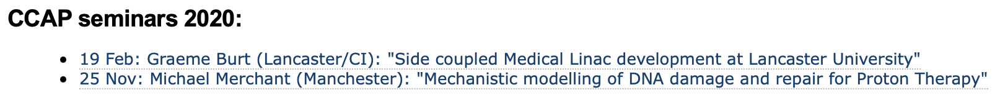 CCAP seminars 2020:
• 19 Feb: Graeme Burt (Lancaster/CI): "Side coupled Medical Linac development at Lancaster University"
• 25 Nov: Michael Merchant (Manchester): "Mechanistic modelling of DNA damage and repair for Proton Therapy"